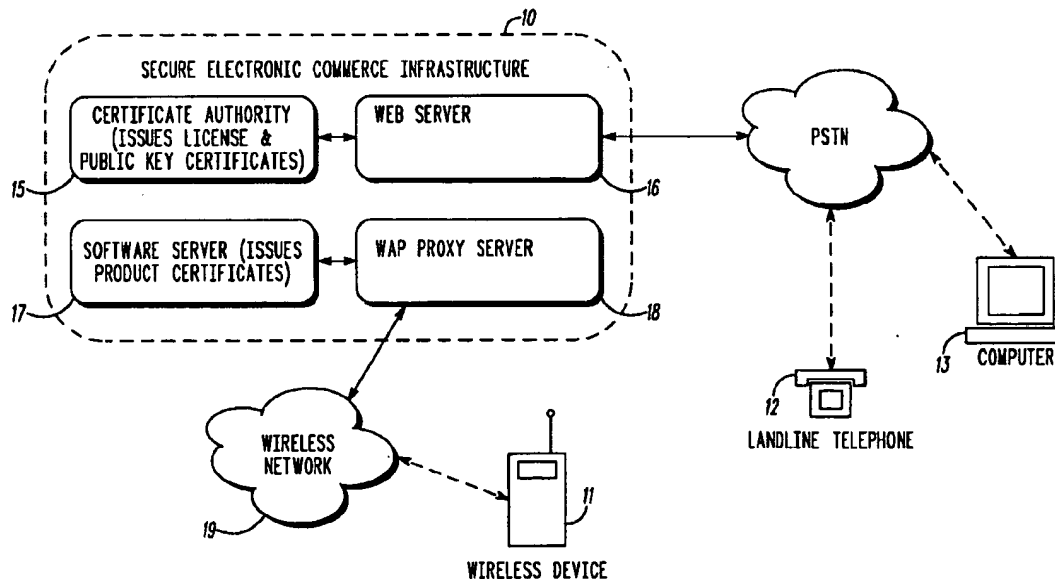 10
SECURE ELECTRONIC COMMERCE INFRASTRUCTURE
CERTIFICATE AUTHORITY
(ISSUES LICENSE &
PUBLIC KEY CERTIFICATES)
WEB SERVER
15
16
PSTN
SOFTWARE SERVER (ISSUES
PRODUCT CERTIFICATES)
WAP PROXY SERVER
17
18
13
COMPUTER
12
LANDLINE TELEPHONE
WIRELESS
NETWORK
19
11
WIRELESS DEVICE